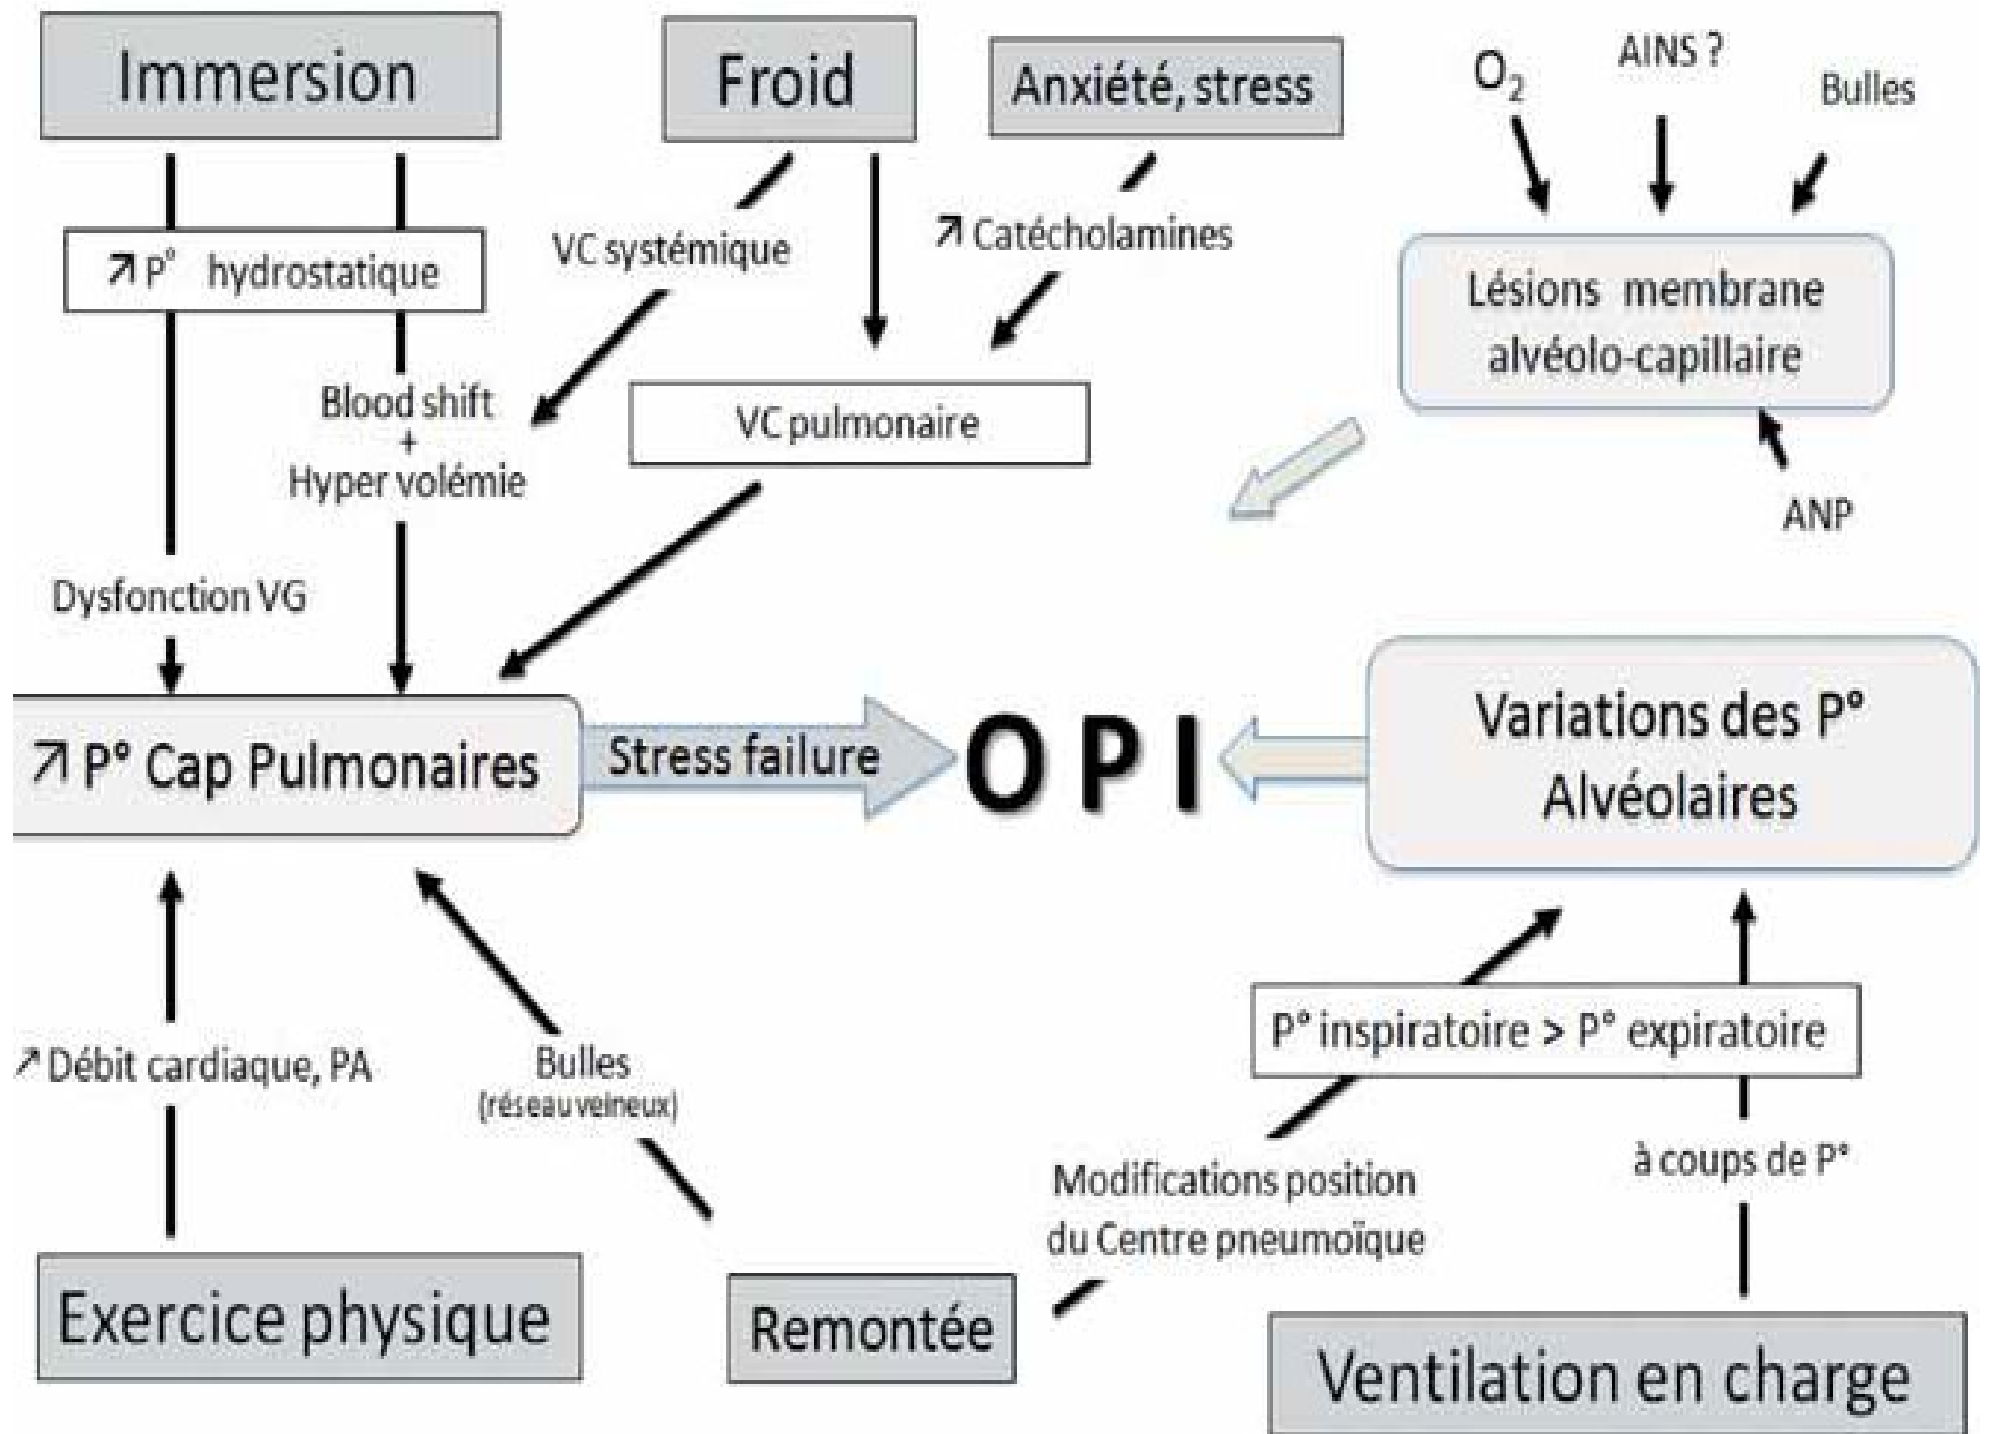 Immersion
Froid
Anxiété, stress
O₂
AINS ?
Bulles
↗ P° hydrostatique
VC systémique
↗ Catécholamines
Lésions membrane
alvéolo-capillaire
Blood shift
+
Hyper volémie
VC pulmonaire
ANP
Dysfonction VG
↗ P° Cap Pulmonaires
Stress failure
O P I
Variations des P°
Alvéolaires
↗ Débit cardiaque, PA
Bulles
(réseau veineux)
P° inspiratoire > P° expiratoire
Modifications position
du Centre pneumoïque
à coups de P°
Exercice physique
Remontée
Ventilation en charge